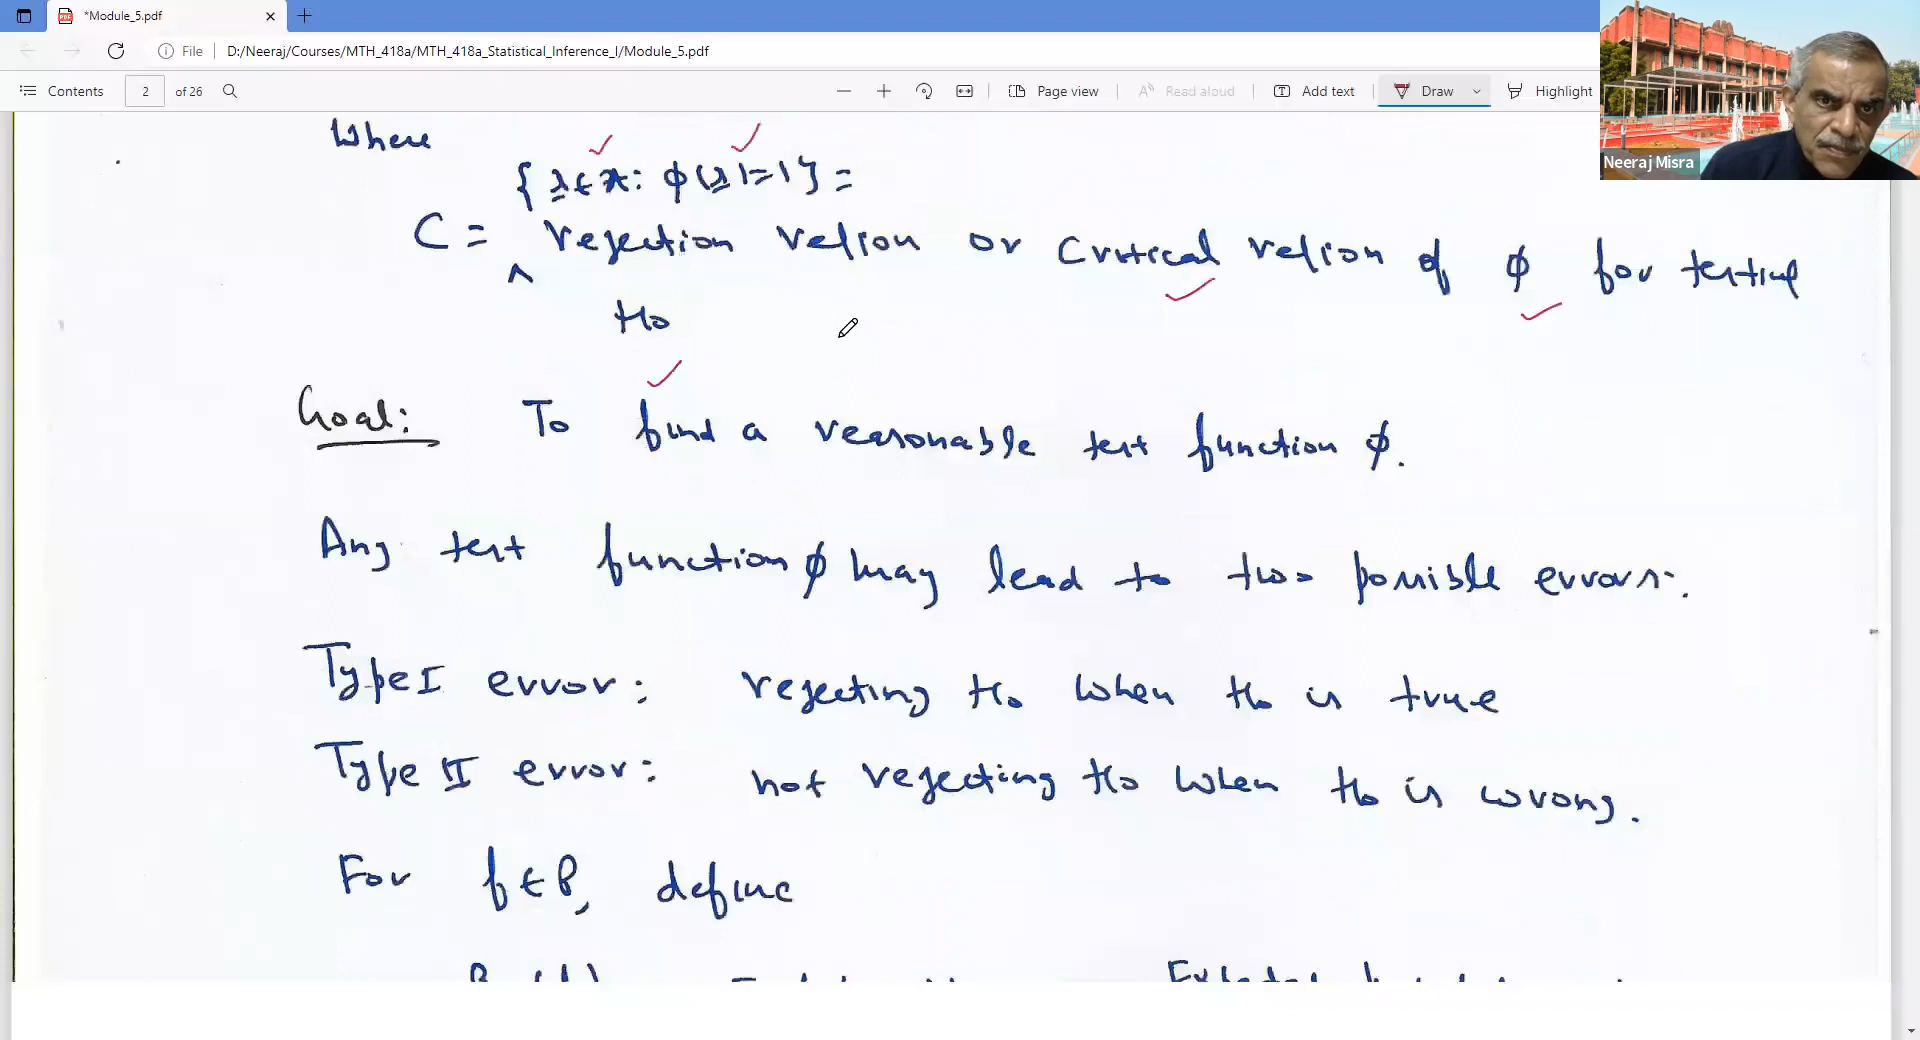 *Module_5.pdf
File D:/Neeraj/Courses/MTH_418a/MTH_418a_Statistical_Inference_I/Module_5.pdf
Contents 2 of 26 Page view Read aloud Add text Draw Highlight
Neeraj Misra
Where
{x ∈ 𝒳: φ(x)=1} =
C = ^ rejection region or critical region of φ for testing
H₀
Goal: To find a reasonable test function φ.
Any test function φ may lead to two possible errors:
Type I error: rejecting H₀ when H₀ is true
Type II error: not rejecting H₀ when H₀ is wrong.
For f ∈ P, define